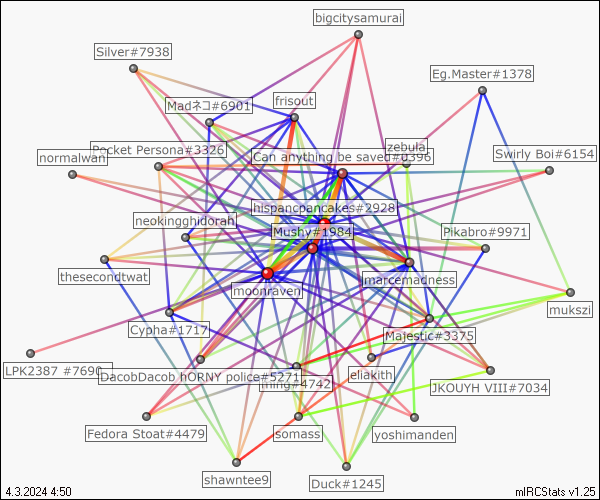 bigcitysamurai
Silver#7938
Eg.Master#1378
Madネコ#6901
frisout
Pocket Persona#3326
zebula
normalwan
Can anything be saved#0396
Swirly Boi#6154
hispancpancakes#2928
neokingghidorah
Mushy#1984
Pikabro#9971
thesecondtwat
marcemadness
moonraven
mukszi
Cypha#1717
Majestic#3375
LPK2387 #7690
DacobDacob hORNY police#5271
eliakith
ming#4742
JKOUYH VIII#7034
Fedora Stoat#4479
somass
yoshimanden
shawntee9
Duck#1245
4.3.2024 4:50
mIRCStats v1.25